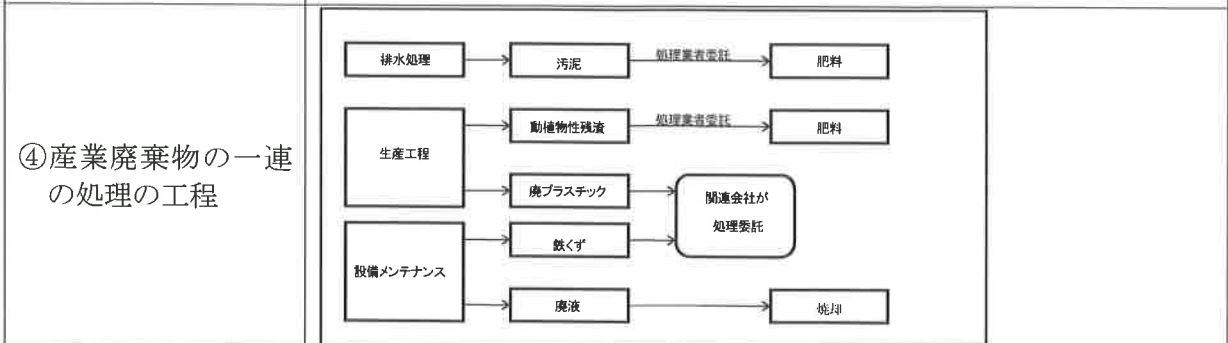 ④産業廃棄物の一連
の処理の工程
排水処理
汚泥
処理業者委託
肥料
生産工程
動植物性残渣
処理業者委託
肥料
廃プラスチック
関連会社が
処理委託
設備メンテナンス
鉄くず
廃液
焼却